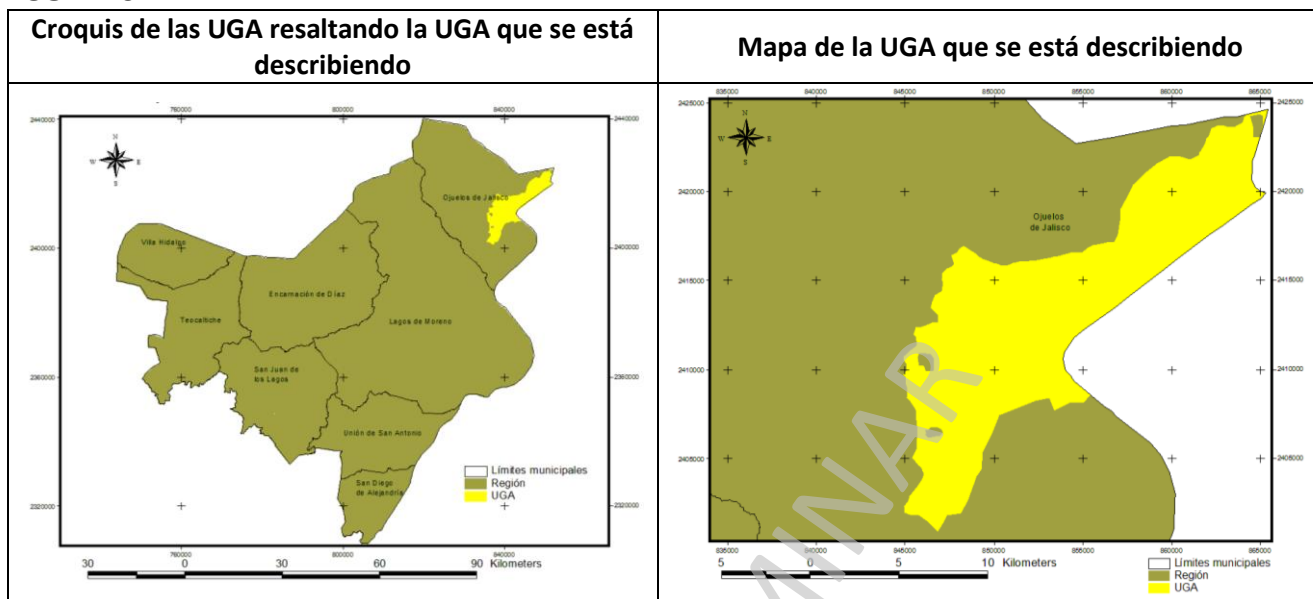 Croquis de las UGA resaltando la UGA que se está
describiendo
Mapa de la UGA que se está describiendo
760000
800000
840000
2440000
2440000
N
W
E
S
Ojuelos de Jalisco
Villa Hidalgo
2400000
2400000
Encarnación de Díaz
Teocaltiche
Lagos de Moreno
San Juan de
los Lagos
2360000
2360000
Unión de San Antonio
San Diego
de Alejandría
Límites municipales
Región
UGA
2320000
2320000
760000
800000
840000
30
0
30
60
90
Kilometers
835000
840000
845000
850000
855000
860000
865000
2425000
2425000
N
W
E
S
2420000
2420000
Ojuelos
de Jalisco
2415000
2415000
2410000
2410000
2405000
2405000
835000
840000
845000
850000
855000
860000
865000
5
0
5
10
Kilometers
Límites municipales
Región
UGA
MINAR